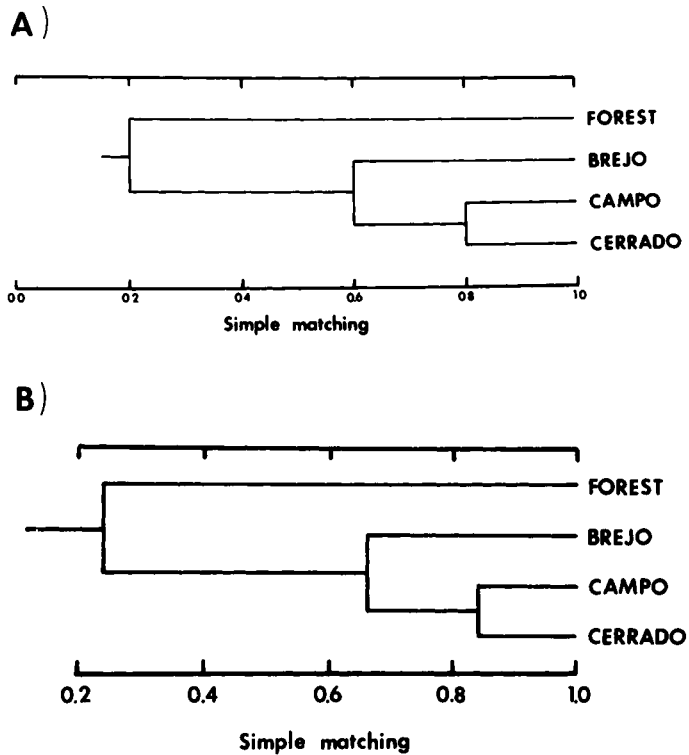 A)
FOREST
BREJO
CAMPO
CERRADO
0.0 0.2 0.4 0.6 0.8 1.0
Simple matching
B)
FOREST
BREJO
CAMPO
CERRADO
0.2 0.4 0.6 0.8 1.0
Simple matching